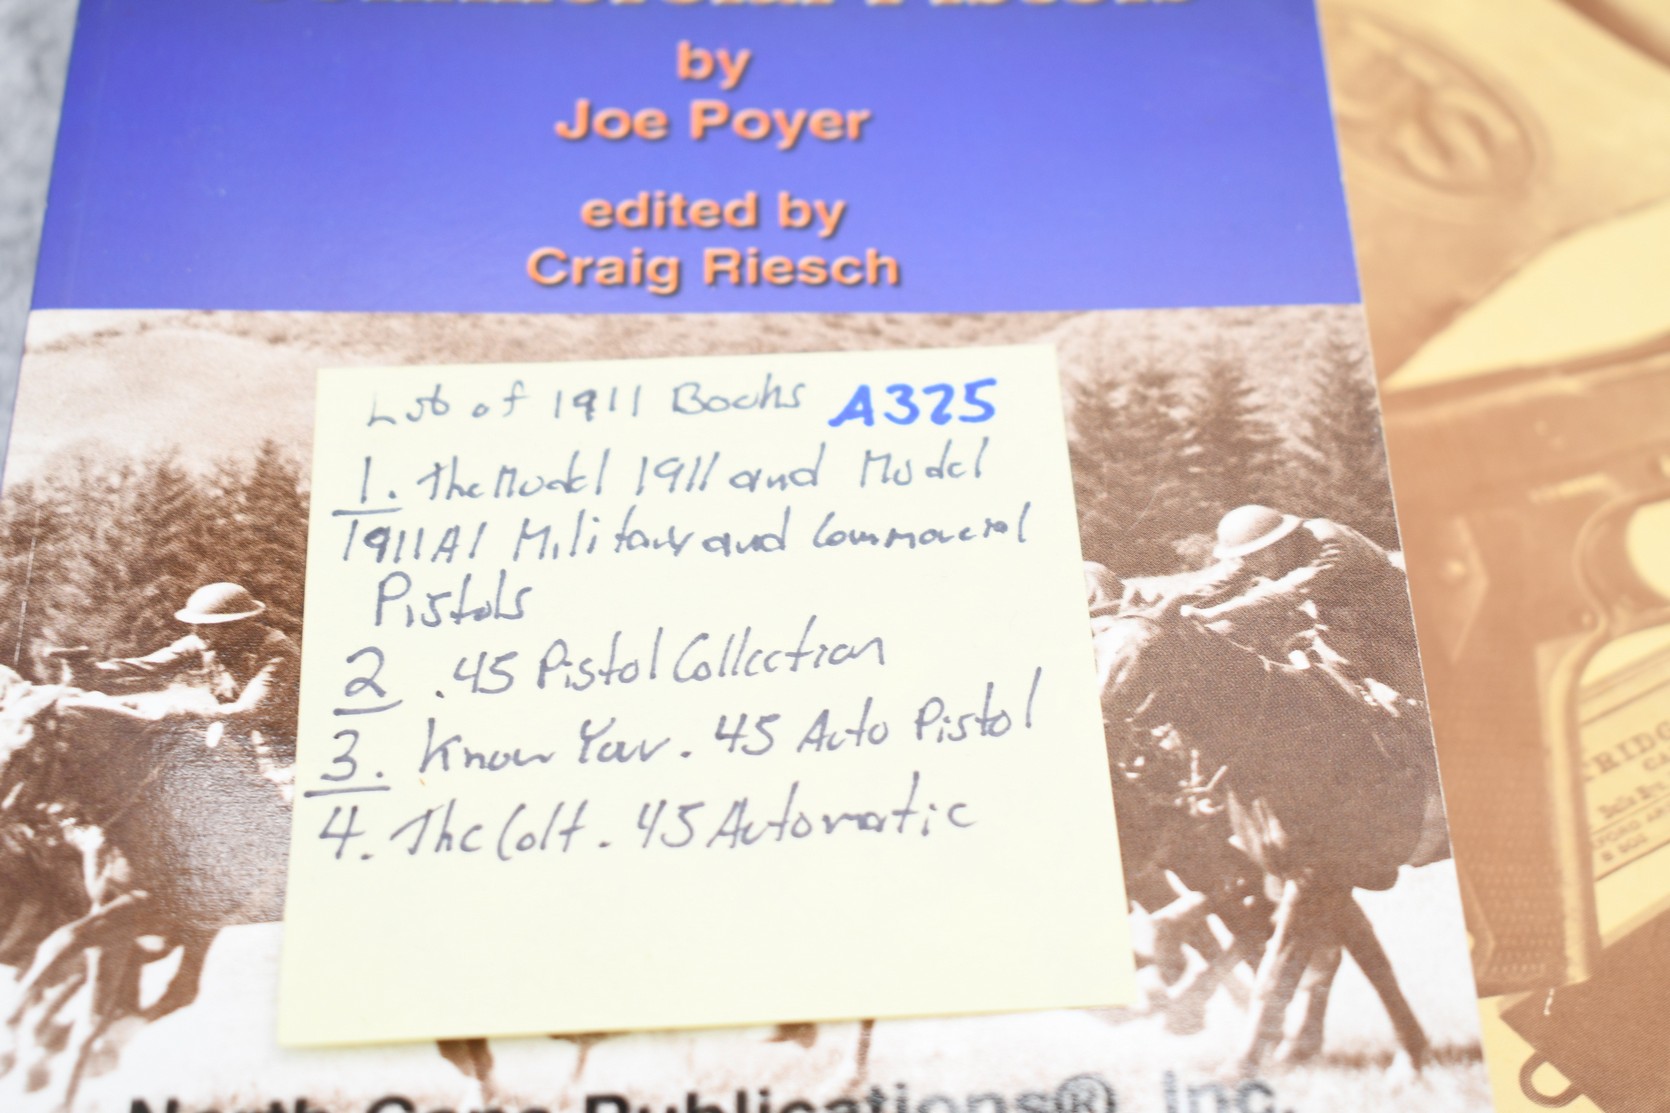 by
Joe Poyer
edited by
Craig Riesch
Lot of 1911 Books A325
1. The Model 1911 and Model
1911A1 Military and Commercial
Pistols
2 .45 Pistol Collection
3. Know Your .45 Auto Pistol
4. The Colt .45 Automatic
North Cape Publications®, Inc.